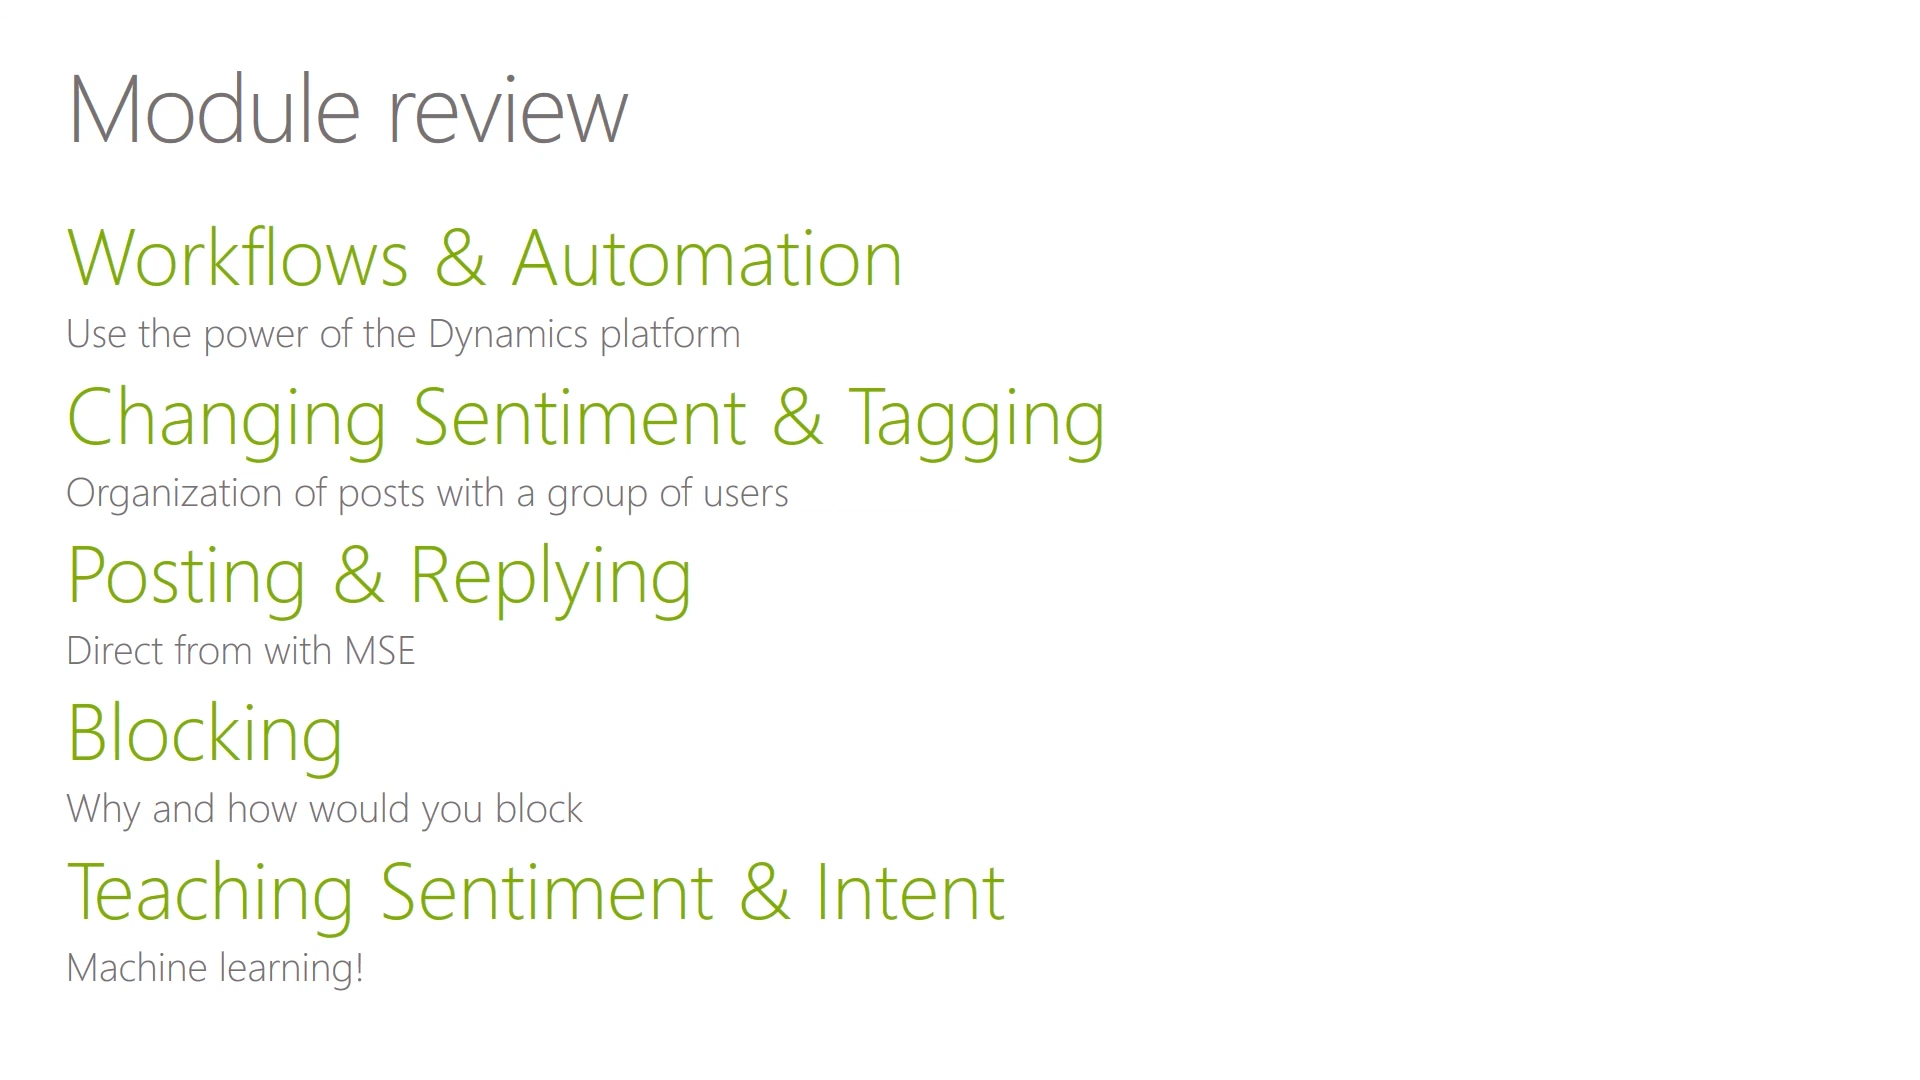 Module review
Workflows & Automation
Use the power of the Dynamics platform
Changing Sentiment & Tagging
Organization of posts with a group of users
Posting & Replying
Direct from with MSE
Blocking
Why and how would you block
Teaching Sentiment & Intent
Machine learning!